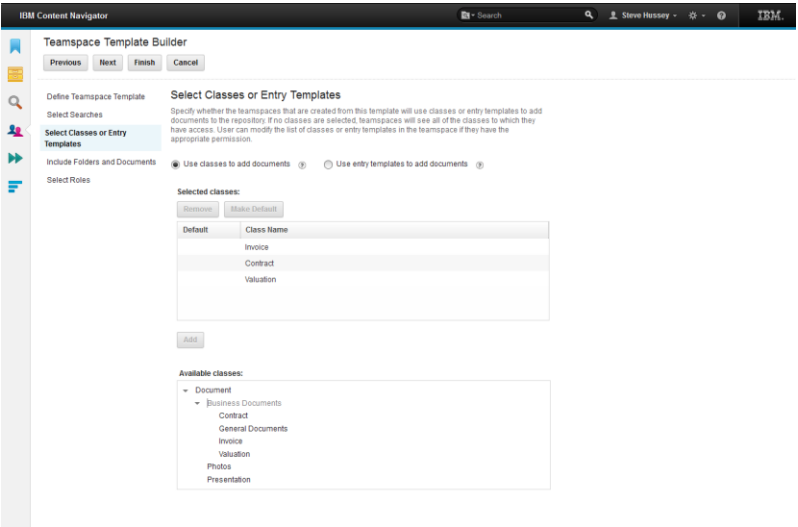 IBM Content Navigator
Search
Steve Hussey
IBM.
Teamspace Template Builder
Previous Next Finish Cancel
Define Teamspace Template
Select Searches
Select Classes or Entry
Templates
Include Folders and Documents
Select Roles
Select Classes or Entry Templates
Specify whether the teamspaces that are created from this template will use classes or entry templates to add
documents to the repository. If no classes are selected, teamspaces will see all of the classes to which they
have access. User can modify the list of classes or entry templates in the teamspace if they have the
appropriate permission.
Use classes to add documents ? Use entry templates to add documents ?
Selected classes:
Remove Make Default
Default Class Name
Invoice
Contract
Valuation
Add
Available classes:
Document
Business Documents
Contract
General Documents
Invoice
Valuation
Photos
Presentation